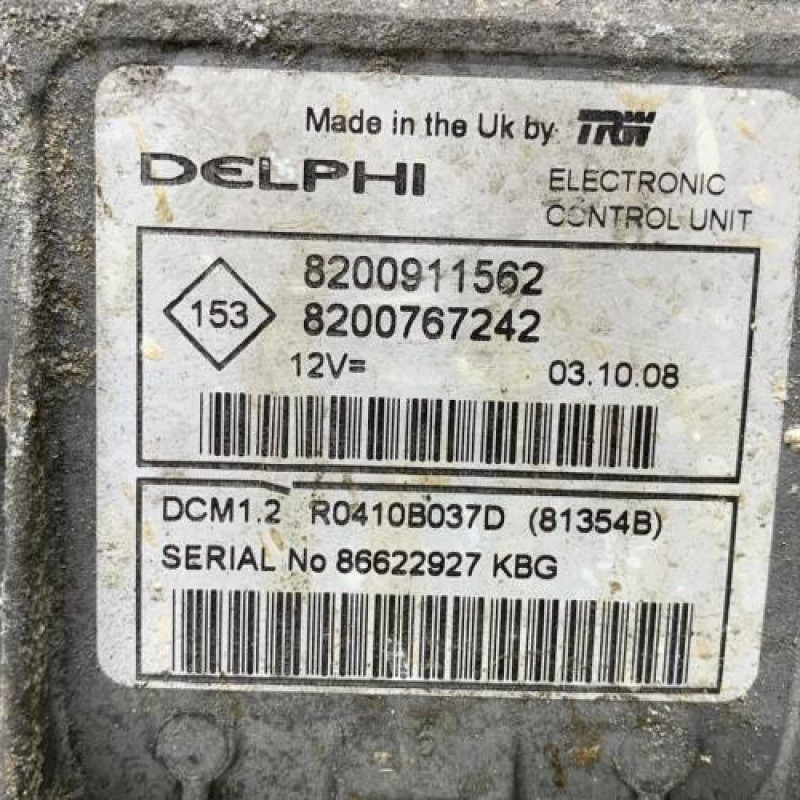 Made in the Uk by TRW
DELPHI
ELECTRONIC
CONTROL UNIT
153
8200911562
8200767242
12V=
03.10.08
DCM1.2 R0410B037D (81354B)
SERIAL No 86622927 KBG